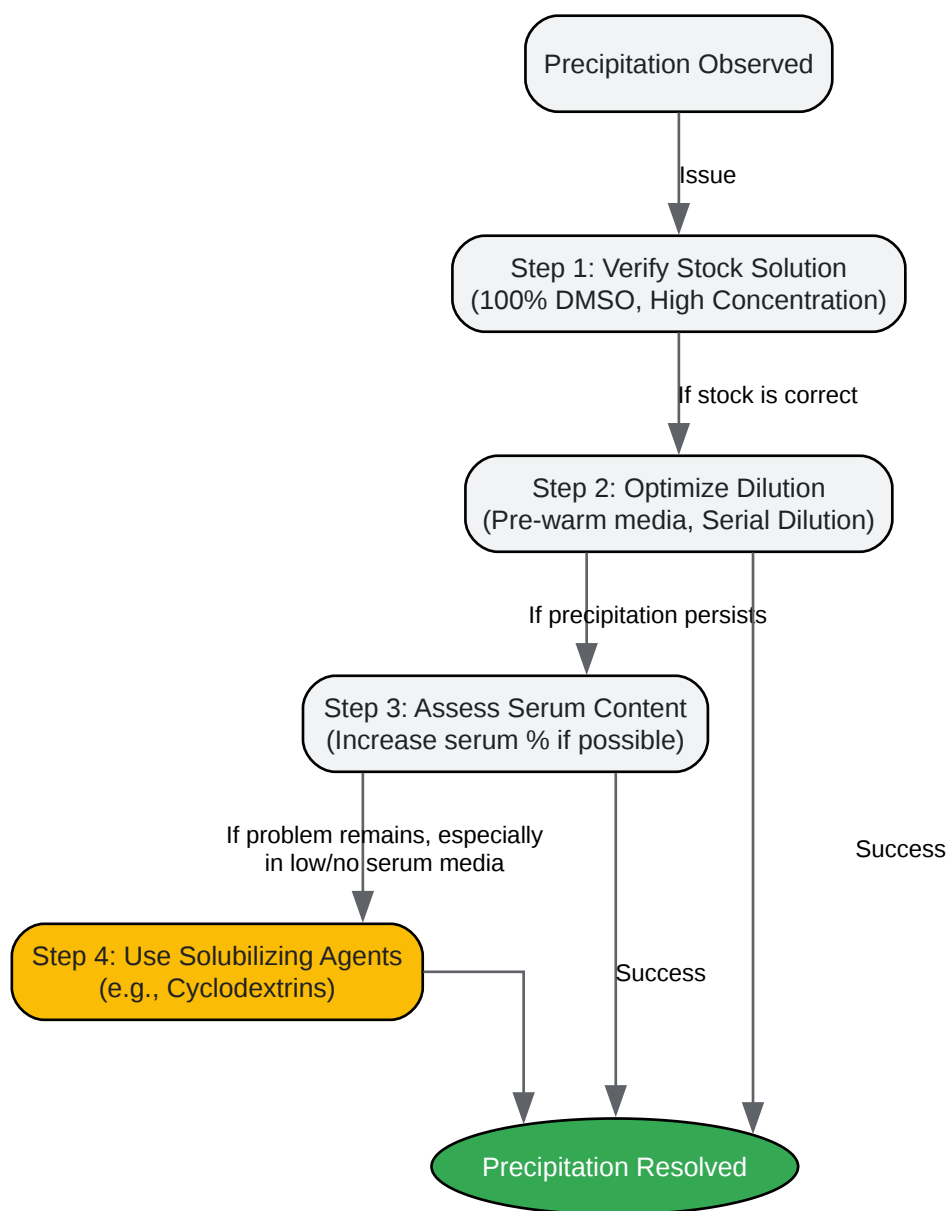 Precipitation Observed
Issue
Step 1: Verify Stock Solution
(100% DMSO, High Concentration)
If stock is correct
Step 2: Optimize Dilution
(Pre-warm media, Serial Dilution)
If precipitation persists
Step 3: Assess Serum Content
(Increase serum % if possible)
If problem remains, especially
in low/no serum media
Success
Step 4: Use Solubilizing Agents
(e.g., Cyclodextrins)
Success
Precipitation Resolved